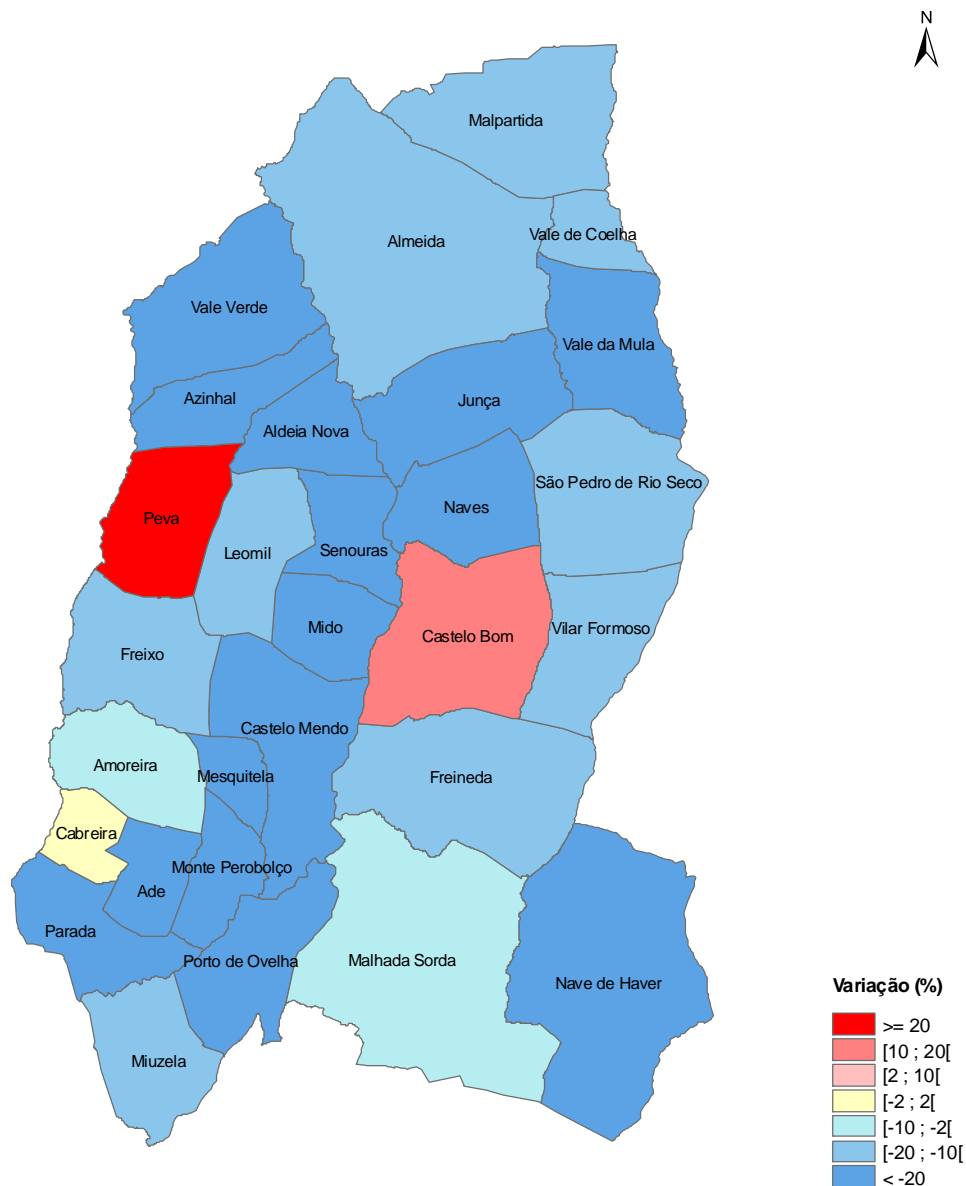 N
Malpartida
Vale de Coelha
Almeida
Vale Verde
Vale da Mula
Azinhal
Junça
Aldeia Nova
São Pedro de Rio Seco
Naves
Peva
Leomil
Senouras
Mido
Vilar Formoso
Castelo Bom
Freixo
Castelo Mendo
Amoreira
Mesquitela
Freineda
Cabreira
Monte Perobolço
Ade
Parada
Porto de Ovelha
Malhada Sorda
Nave de Haver
Miuzela
Variação (%)
>= 20
[10 ; 20[
[2 ; 10[
[-2 ; 2[
[-10 ; -2[
[-20 ; -10[
< -20